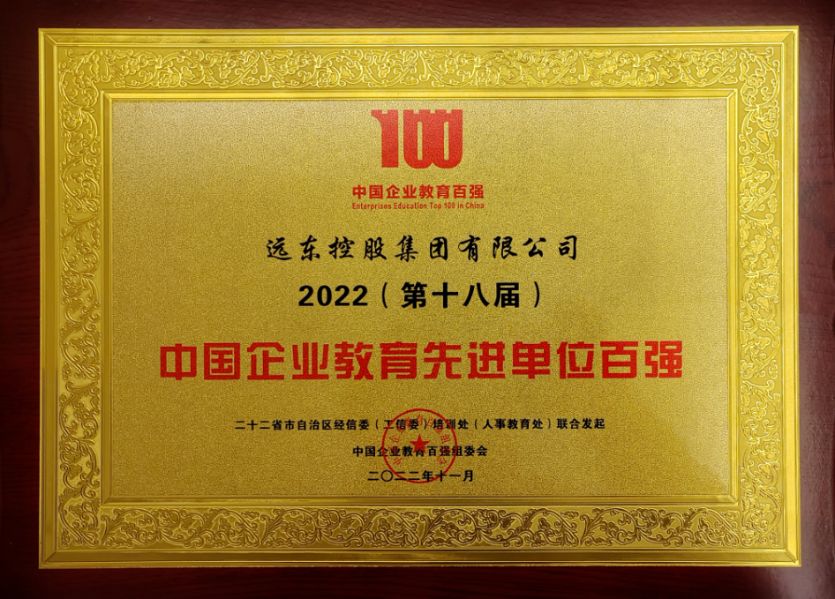 100
中国企业教育百强
Enterprises Education Top 100 in China
远东控股集团有限公司
2022（第十八届）
中国企业教育先进单位百强
二十二省市自治区经信委（工信委）培训处（人事教育处）联合发起
中国企业教育百强组委会
二〇二二年十一月